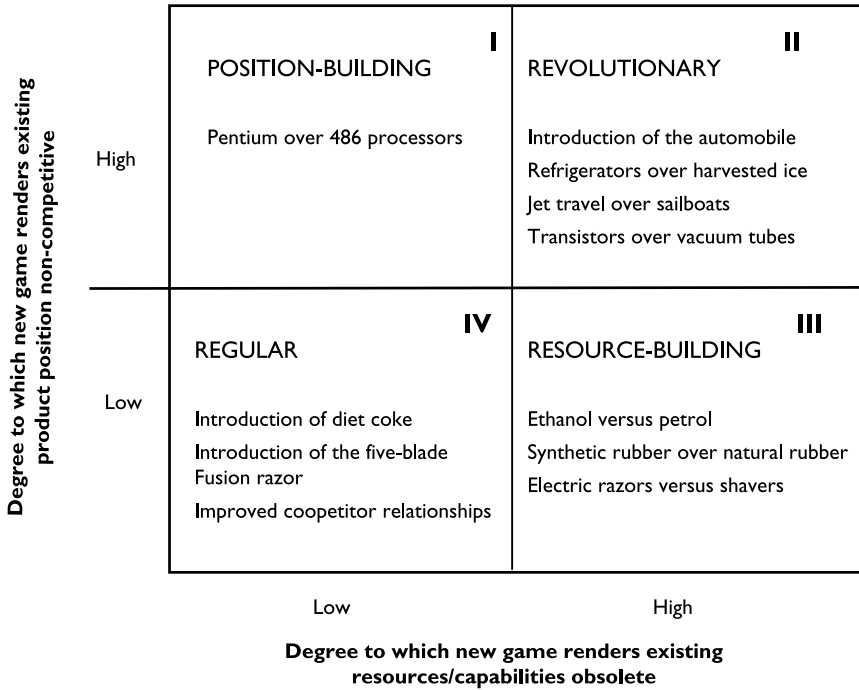 Degree to which new game renders existing
product position non-competitive
High
Low
I
POSITION-BUILDING
Pentium over 486 processors
II
REVOLUTIONARY
Introduction of the automobile
Refrigerators over harvested ice
Jet travel over sailboats
Transistors over vacuum tubes
IV
REGULAR
Introduction of diet coke
Introduction of the five-blade
Fusion razor
Improved coopetitor relationships
III
RESOURCE-BUILDING
Ethanol versus petrol
Synthetic rubber over natural rubber
Electric razors versus shavers
Low
High
Degree to which new game renders existing
resources/capabilities obsolete